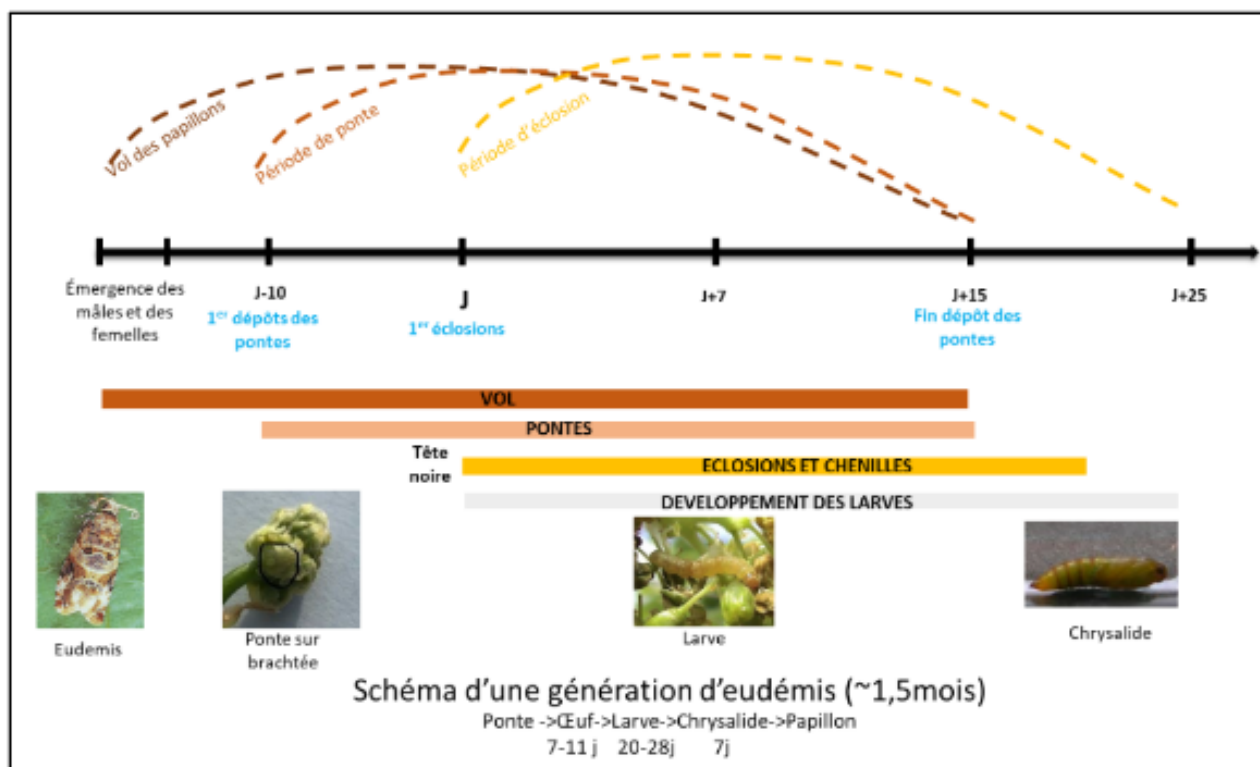 Vol des papillons
Période de ponte
Période d'éclosion
Émergence des
mâles et des
femelles
J-10
1er dépôts des
pontes
J
1er éclosions
J+7
J+15
Fin dépôt des
pontes
J+25
VOL
PONTES
Tête
noire
ECLOSIONS ET CHENILLES
DEVELOPPEMENT DES LARVES
Eudemis
Ponte sur
brachtée
Larve
Chrysalide
Schéma d'une génération d'eudémis (~1,5mois)
Ponte ->Œuf->Larve->Chrysalide->Papillon
7-11 j 20-28j 7j